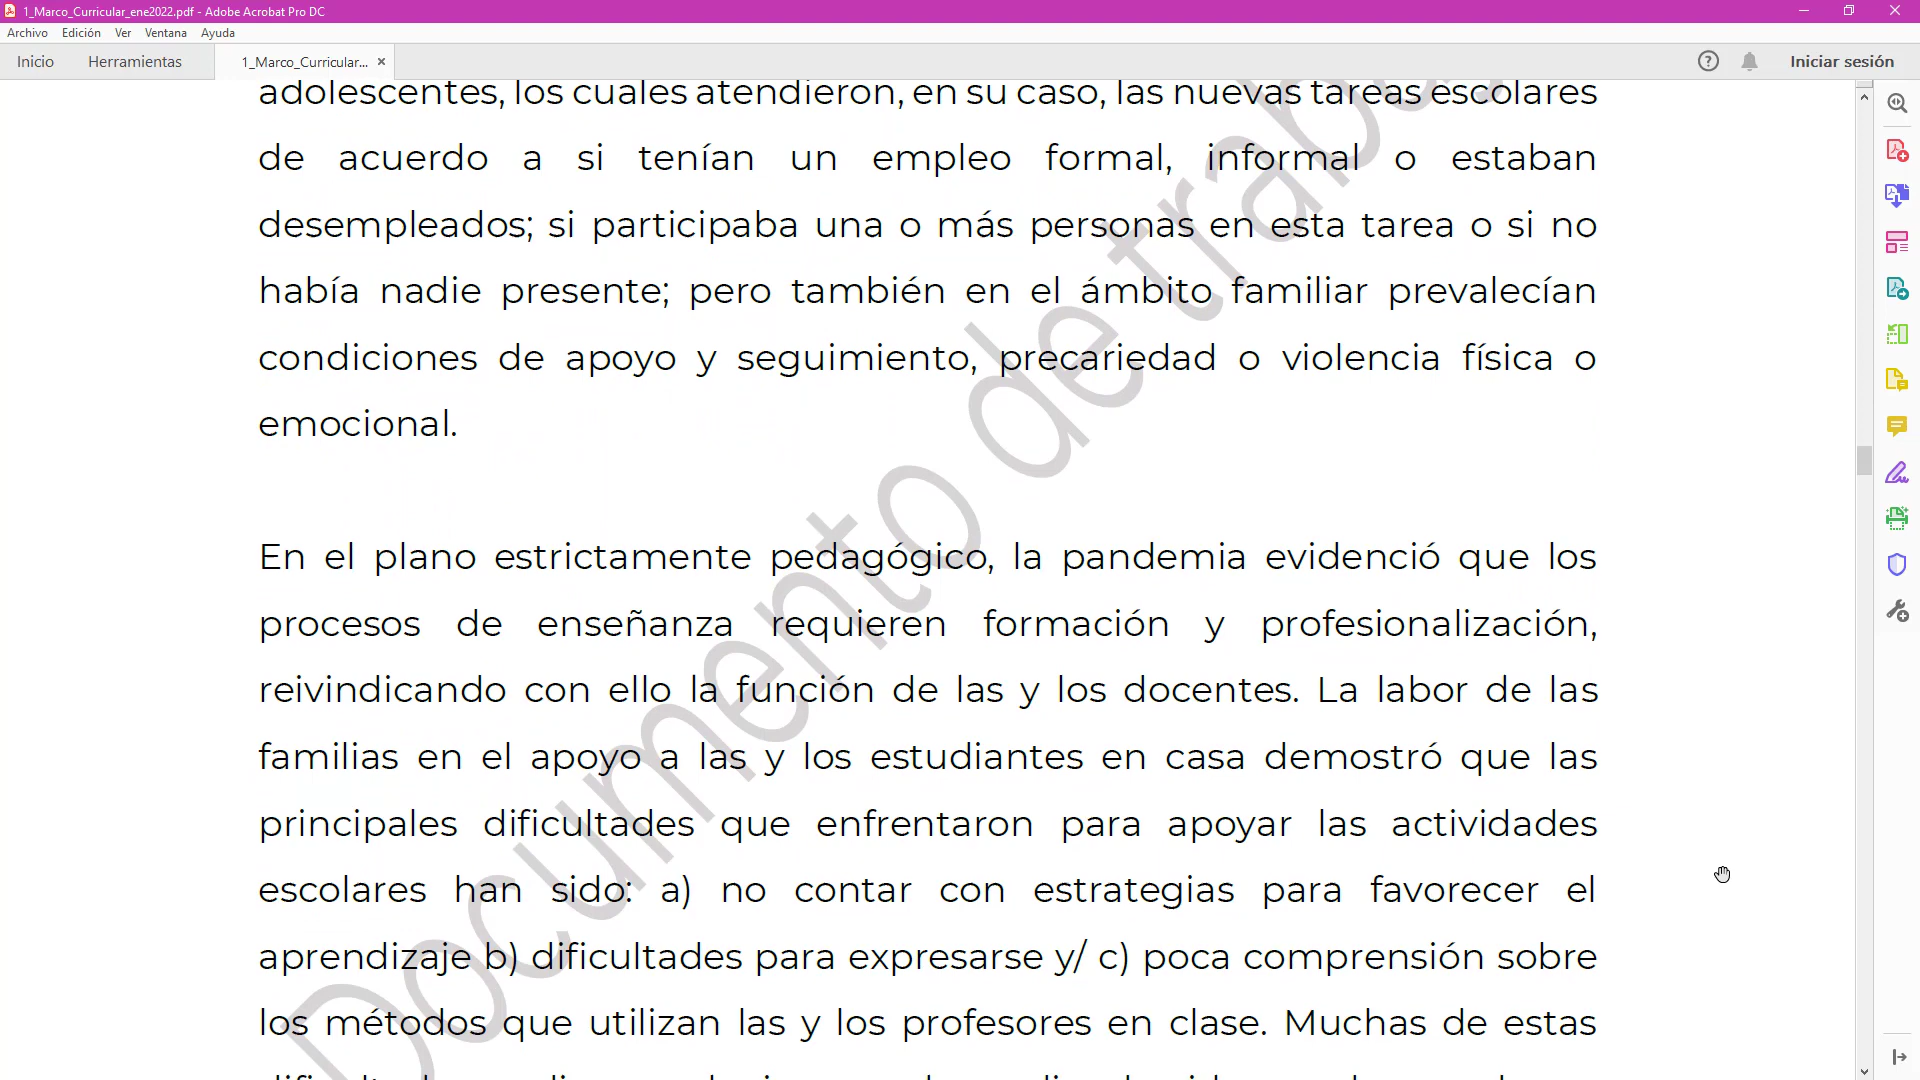 1_Marco_Curricular_ene2022.pdf - Adobe Acrobat Pro DC
Archivo Edición Ver Ventana Ayuda
Inicio Herramientas 1_Marco_Curricular... × Iniciar sesión
adolescentes, los cuales atendieron, en su caso, las nuevas tareas escolares
de acuerdo a si tenían un empleo formal, informal o estaban
desempleados; si participaba una o más personas en esta tarea o si no
había nadie presente; pero también en el ámbito familiar prevalecían
condiciones de apoyo y seguimiento, precariedad o violencia física o
emocional.
En el plano estrictamente pedagógico, la pandemia evidenció que los
procesos de enseñanza requieren formación y profesionalización,
reivindicando con ello la función de las y los docentes. La labor de las
familias en el apoyo a las y los estudiantes en casa demostró que las
principales dificultades que enfrentaron para apoyar las actividades
escolares han sido: a) no contar con estrategias para favorecer el
aprendizaje b) dificultades para expresarse y/ c) poca comprensión sobre
los métodos que utilizan las y los profesores en clase. Muchas de estas
Documento de trabajo